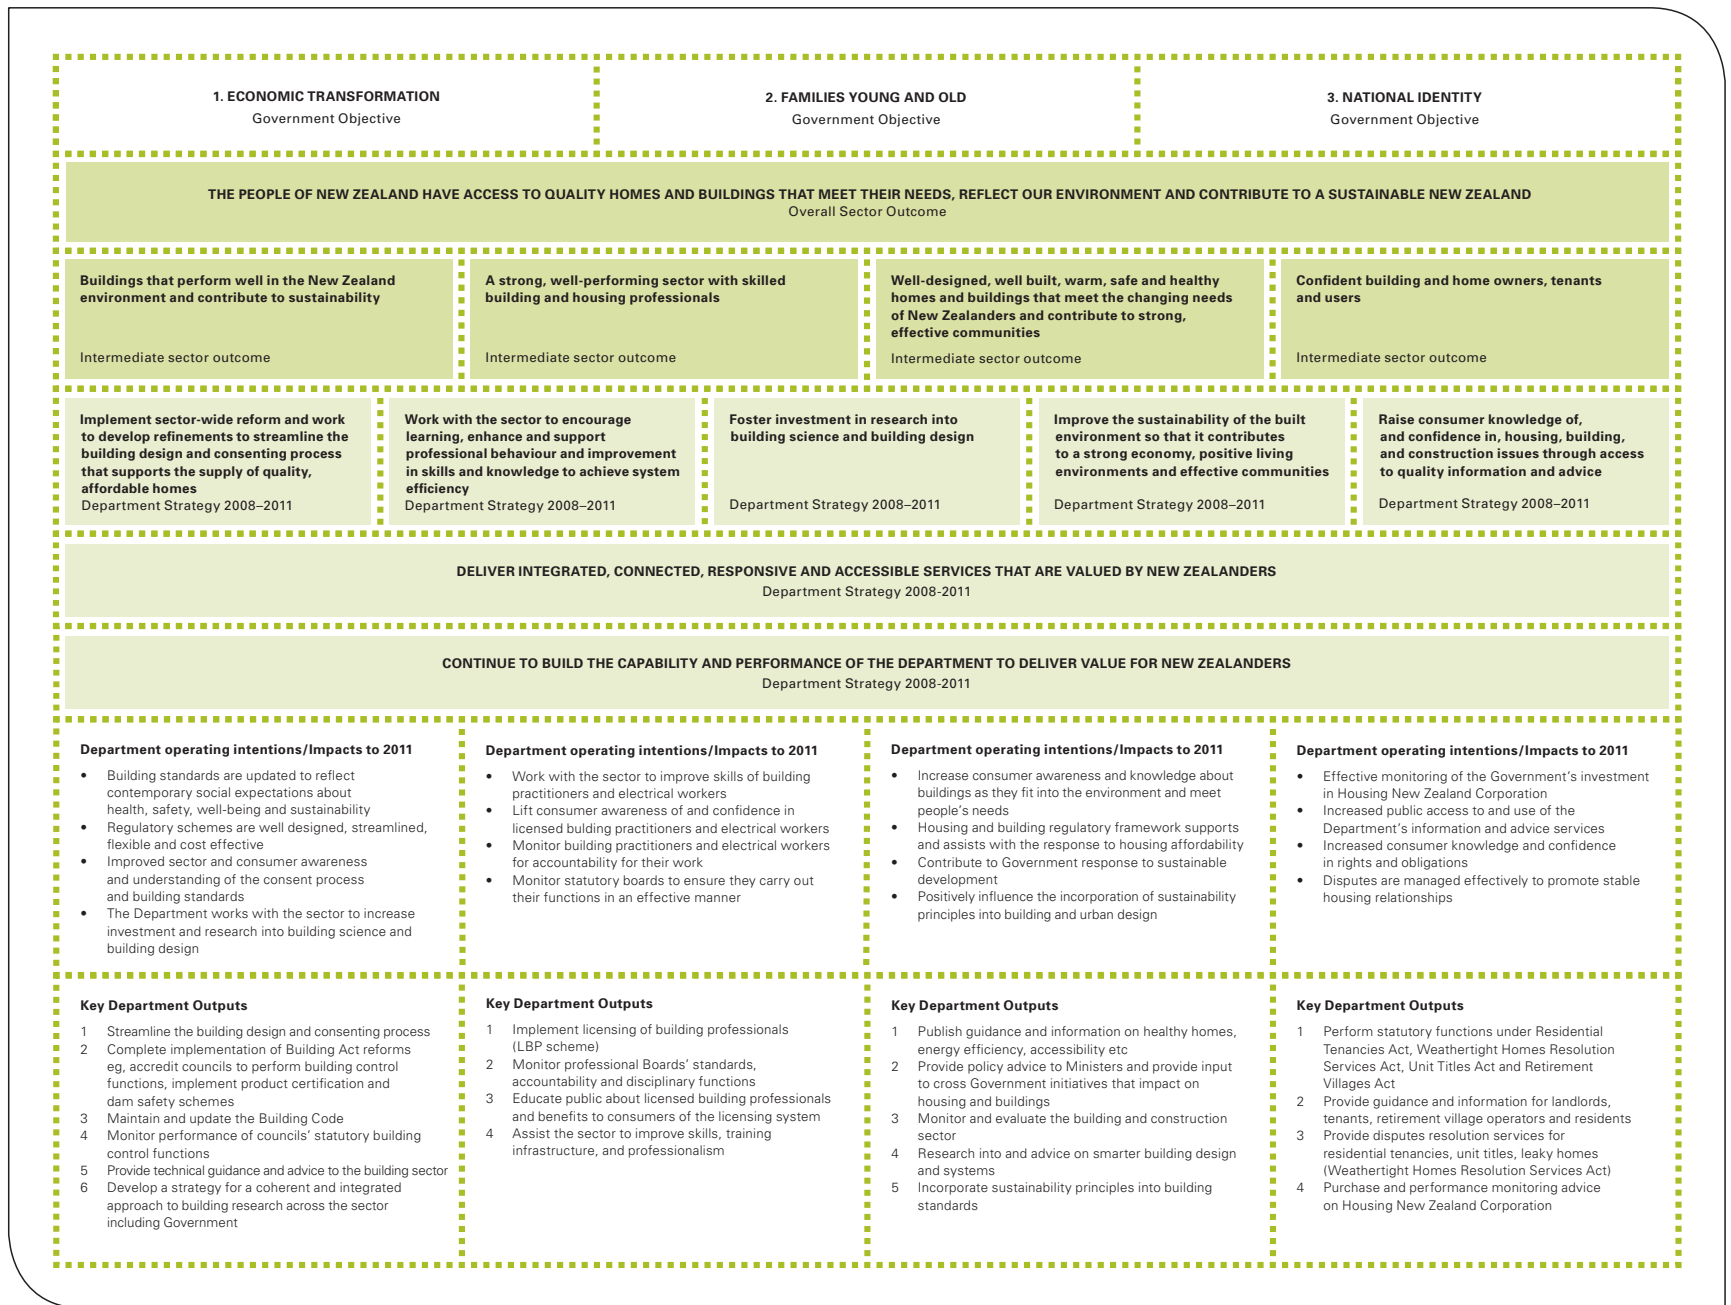 1. ECONOMIC TRANSFORMATION
Government Objective
2. FAMILIES YOUNG AND OLD
Government Objective
3. NATIONAL IDENTITY
Government Objective
THE PEOPLE OF NEW ZEALAND HAVE ACCESS TO QUALITY HOMES AND BUILDINGS THAT MEET THEIR NEEDS, REFLECT OUR ENVIRONMENT AND CONTRIBUTE TO A SUSTAINABLE NEW ZEALAND
Overall Sector Outcome
Buildings that perform well in the New Zealand
environment and contribute to sustainability
Intermediate sector outcome
A strong, well-performing sector with skilled
building and housing professionals
Intermediate sector outcome
Well-designed, well built, warm, safe and healthy
homes and buildings that meet the changing needs
of New Zealanders and contribute to strong,
effective communities
Intermediate sector outcome
Confident building and home owners, tenants
and users
Intermediate sector outcome
Implement sector-wide reform and work
to develop refinements to streamline the
building design and consenting process
that supports the supply of quality,
affordable homes
Department Strategy 2008–2011
Work with the sector to encourage
learning, enhance and support
professional behaviour and improvement
in skills and knowledge to achieve system
efficiency
Department Strategy 2008–2011
Foster investment in research into
building science and building design
Department Strategy 2008–2011
Improve the sustainability of the built
environment so that it contributes
to a strong economy, positive living
environments and effective communities
Department Strategy 2008–2011
Raise consumer knowledge of,
and confidence in, housing, building,
and construction issues through access
to quality information and advice
Department Strategy 2008–2011
DELIVER INTEGRATED, CONNECTED, RESPONSIVE AND ACCESSIBLE SERVICES THAT ARE VALUED BY NEW ZEALANDERS
Department Strategy 2008-2011
CONTINUE TO BUILD THE CAPABILITY AND PERFORMANCE OF THE DEPARTMENT TO DELIVER VALUE FOR NEW ZEALANDERS
Department Strategy 2008-2011
Department operating intentions/Impacts to 2011
• Building standards are updated to reflect
contemporary social expectations about
health, safety, well-being and sustainability
• Regulatory schemes are well designed, streamlined,
flexible and cost effective
• Improved sector and consumer awareness
and understanding of the consent process
and building standards
• The Department works with the sector to increase
investment and research into building science and
building design
Department operating intentions/Impacts to 2011
• Work with the sector to improve skills of building
practitioners and electrical workers
• Lift consumer awareness of and confidence in
licensed bulding practitioners and electrical workers
• Monitor building practitioners and electrical workers
for accountability for their work
• Monitor statutory boards to ensure they carry out
their functions in an effective manner
Department operating intentions/Impacts to 2011
• Increase consumer awareness and knowledge about
buildings as they fit into the environment and meet
people's needs
• Housing and building regulatory framework supports
and assists with the response to housing affordability
• Contribute to Government response to sustainable
development
• Positively influence the incorporation of sustainability
principles into building and urban design
Department operating intentions/Impacts to 2011
• Effective monitoring of the Government's investment
in Housing New Zealand Corporation
• Increased public access to and use of the
Department's information and advice services
• Increased consumer knowledge and confidence
in rights and obligations
• Disputes are managed effectively to promote stable
housing relationships
Key Department Outputs
1 Streamline the building design and consenting process
2 Complete implementation of Building Act reforms
eg, accredit councils to perform building control
functions, implement product certification and
dam safety schemes
3 Maintain and update the Building Code
4 Monitor performance of councils' statutory building
control functions
5 Provide technical guidance and advice to the building sector
6 Develop a strategy for a coherent and integrated
approach to building research across the sector
including Government
Key Department Outputs
1 Implement licensing of building professionals
(LBP scheme)
2 Monitor professional Boards' standards,
accountability and disciplinary functions
3 Educate public about licensed building professionals
and benefits to consumers of the licensing system
4 Assist the sector to improve skills, training
infrastructure, and professionalism
Key Department Outputs
1 Publish guidance and information on healthy homes,
energy efficiency, accessibility etc
2 Provide policy advice to Ministers and provide input
to cross Government initiatives that impact on
housing and buildings
3 Monitor and evaluate the building and construction
sector
4 Research into and advice on smarter building design
and systems
5 Incorporate sustainability principles into building
standards
Key Department Outputs
1 Perform statutory functions under Residential
Tenancies Act, Weathertight Homes Resolution
Services Act, Unit Titles Act and Retirement
Villages Act
2 Provide guidance and information for landlords,
tenants, retirement village operators and residents
3 Provide disputes resolution services for
residential tenancies, unit titles, leaky homes
(Weathertight Homes Resolution Services Act)
4 Purchase and performance monitoring advice
on Housing New Zealand Corporation